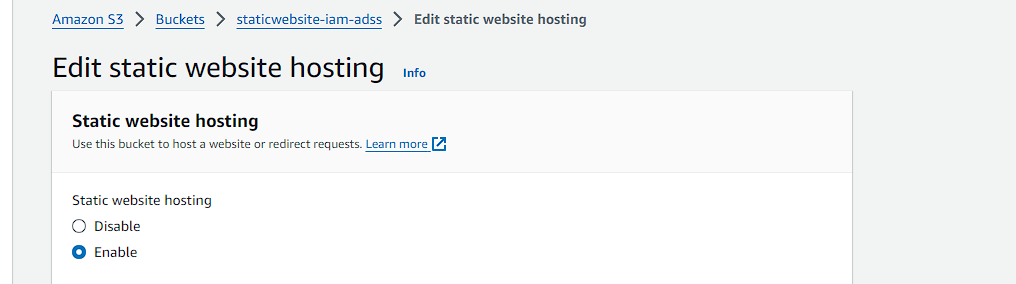 Amazon S3 > Buckets > staticwebsite-iam-adss > Edit static website hosting
Edit static website hosting Info
Static website hosting
Use this bucket to host a website or redirect requests. Learn more
Static website hosting
Disable
Enable